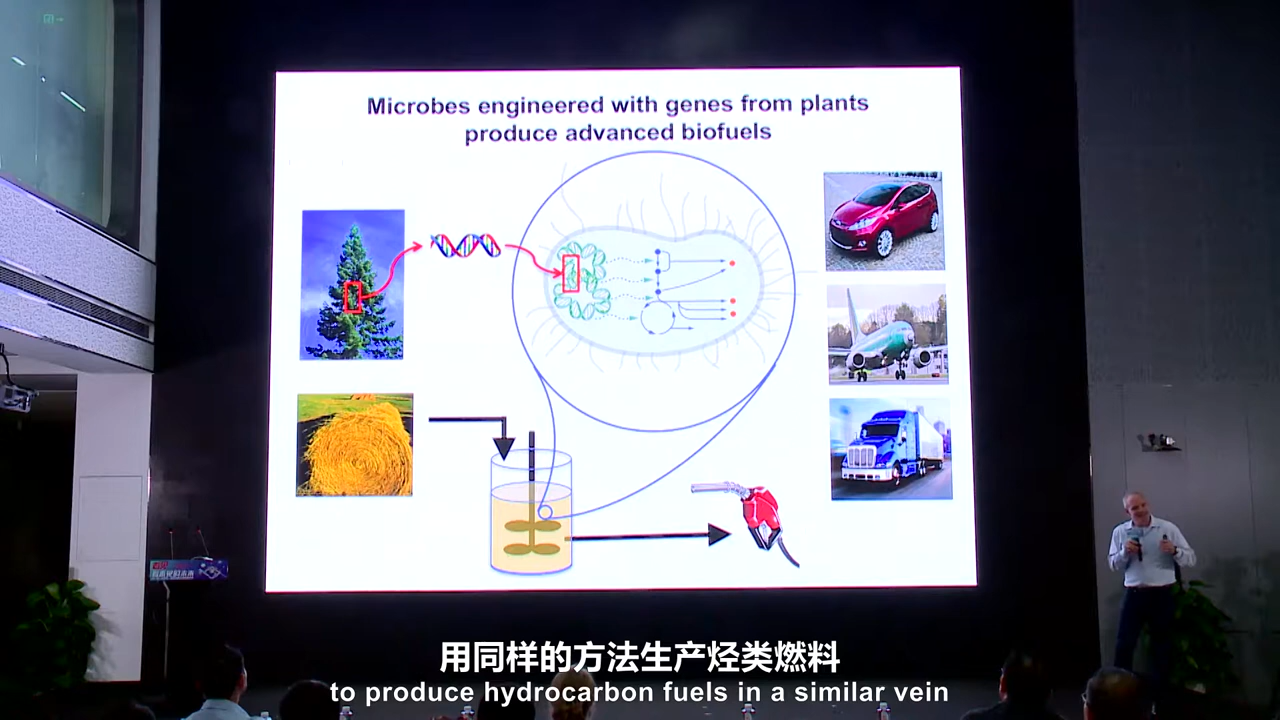 Microbes engineered with genes from plants
produce advanced biofuels
用同样的方法生产烃类燃料
to produce hydrocarbon fuels in a similar vein